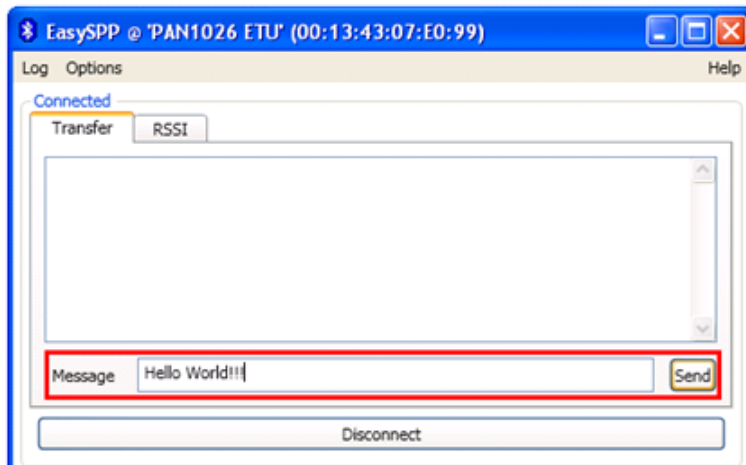 EasySPP @ 'PAN1026 ETU' (00:13:43:07:E0:99)
Log Options Help
Connected
Transfer RSSI
Message Hello World!!! Send
Disconnect